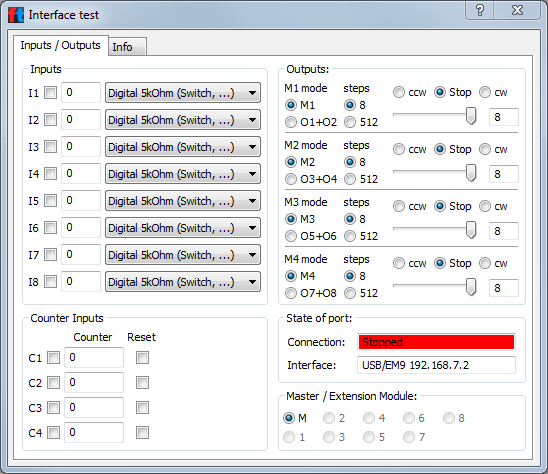 Interface test
Inputs / Outputs Info
Inputs
I1 0 Digital 5kOhm (Switch, ...)
I2 0 Digital 5kOhm (Switch, ...)
I3 0 Digital 5kOhm (Switch, ...)
I4 0 Digital 5kOhm (Switch, ...)
I5 0 Digital 5kOhm (Switch, ...)
I6 0 Digital 5kOhm (Switch, ...)
I7 0 Digital 5kOhm (Switch, ...)
I8 0 Digital 5kOhm (Switch, ...)
Counter Inputs
Counter Reset
C1 0
C2 0
C3 0
C4 0
Outputs:
M1 mode steps ccw Stop cw
M1 8
O1+O2 512 8
M2 mode steps ccw Stop cw
M2 8
O3+O4 512 8
M3 mode steps ccw Stop cw
M3 8
O5+O6 512 8
M4 mode steps ccw Stop cw
M4 8
O7+O8 512 8
State of port:
Connection: Stopped
Interface: USB/EM9 192.168.7.2
Master / Extension Module:
M 2 4 6 8
1 3 5 7